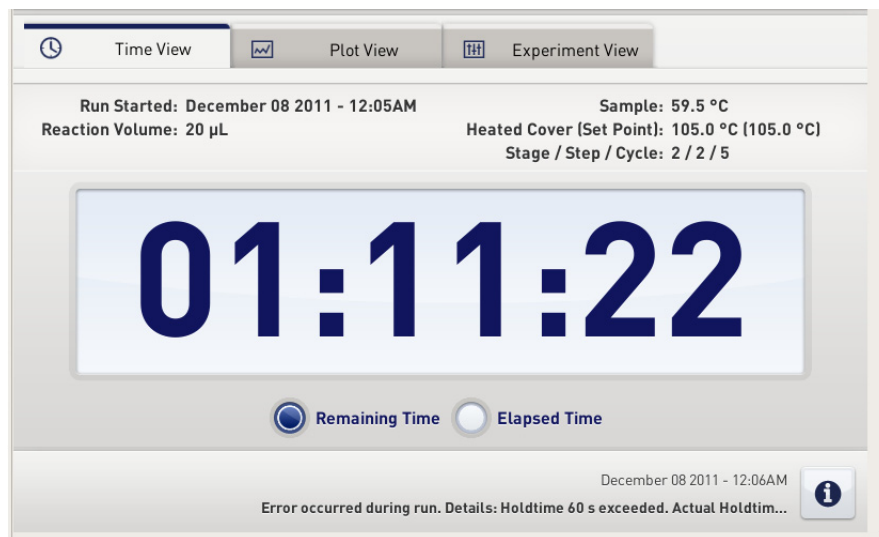 Time View
Plot View
Experiment View
Run Started: December 08 2011 - 12:05AM
Reaction Volume: 20 µL
Sample: 59.5 °C
Heated Cover (Set Point): 105.0 °C (105.0 °C)
Stage / Step / Cycle: 2 / 2 / 5
01:11:22
Remaining Time
Elapsed Time
December 08 2011 - 12:06AM
Error occurred during run. Details: Holdtime 60 s exceeded. Actual Holdtim...